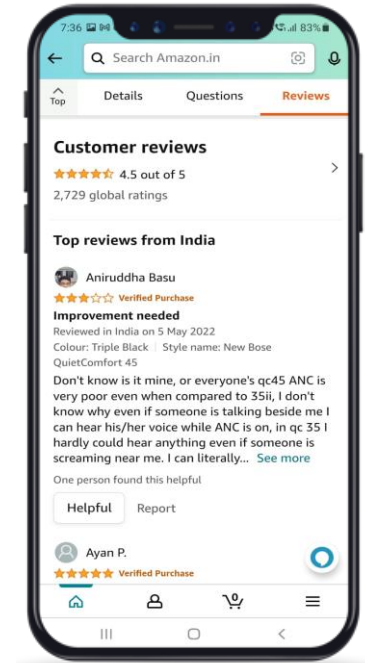 7:36
83%
Search Amazon.in
Top
Details
Questions
Reviews
Customer reviews
4.5 out of 5
2,729 global ratings
Top reviews from India
Aniruddha Basu
Verified Purchase
Improvement needed
Reviewed in India on 5 May 2022
Colour: Triple Black | Style name: New Bose
QuietComfort 45
Don't know is it mine, or everyone's qc45 ANC is
very poor even when compared to 35ii, I don't
know why even if someone is talking beside me I
can hear his/her voice while ANC is on, in qc 35 I
hardly could hear anything even if someone is
screaming near me. I can literally... See more
One person found this helpful
Helpful
Report
Ayan P.
Verified Purchase
0